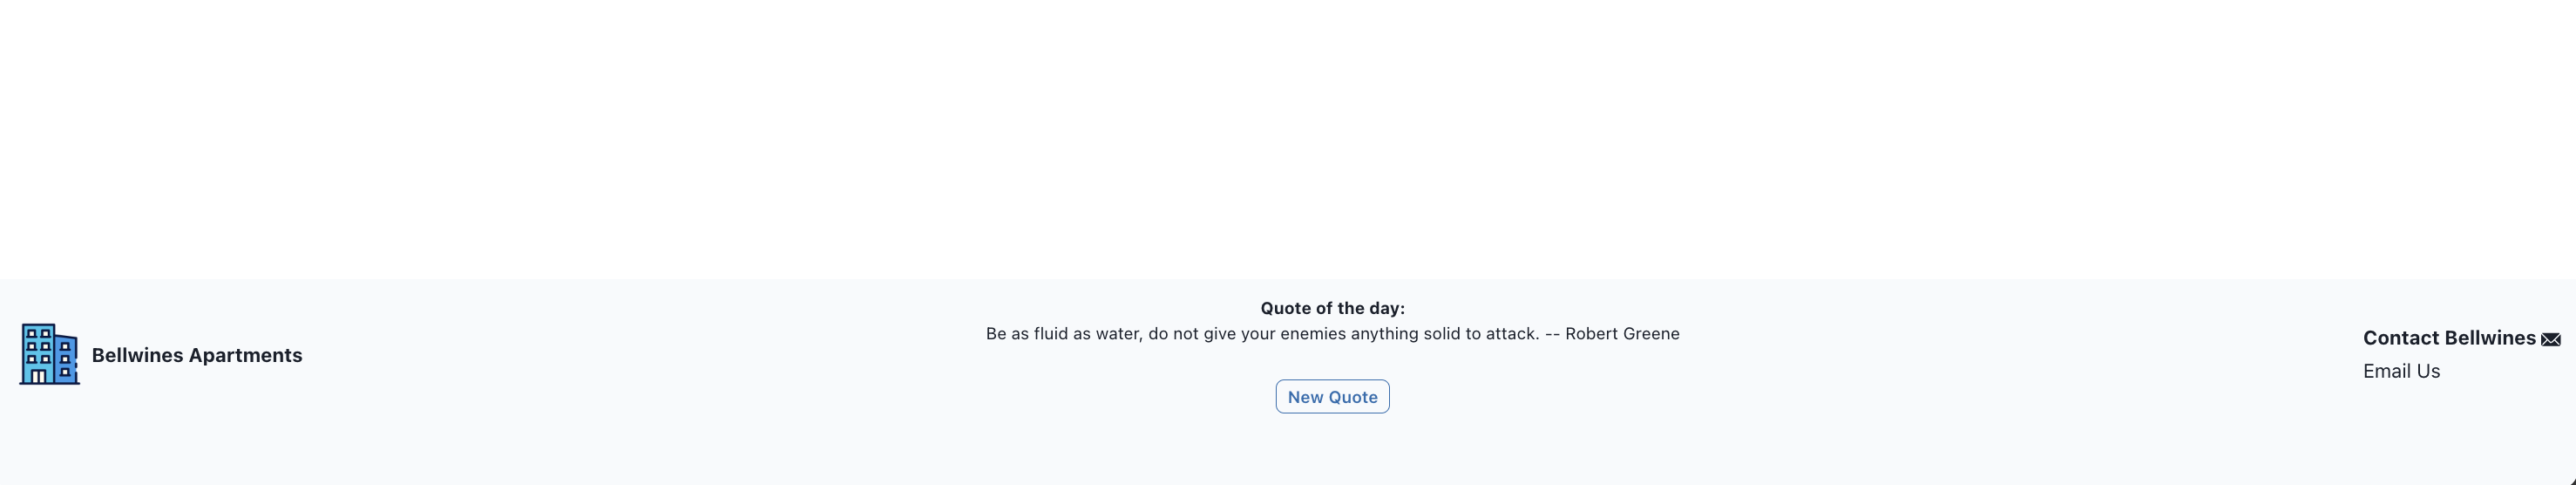 Bellwines Apartments
Quote of the day:
Be as fluid as water, do not give your enemies anything solid to attack. -- Robert Greene
New Quote
Contact Bellwines
Email Us